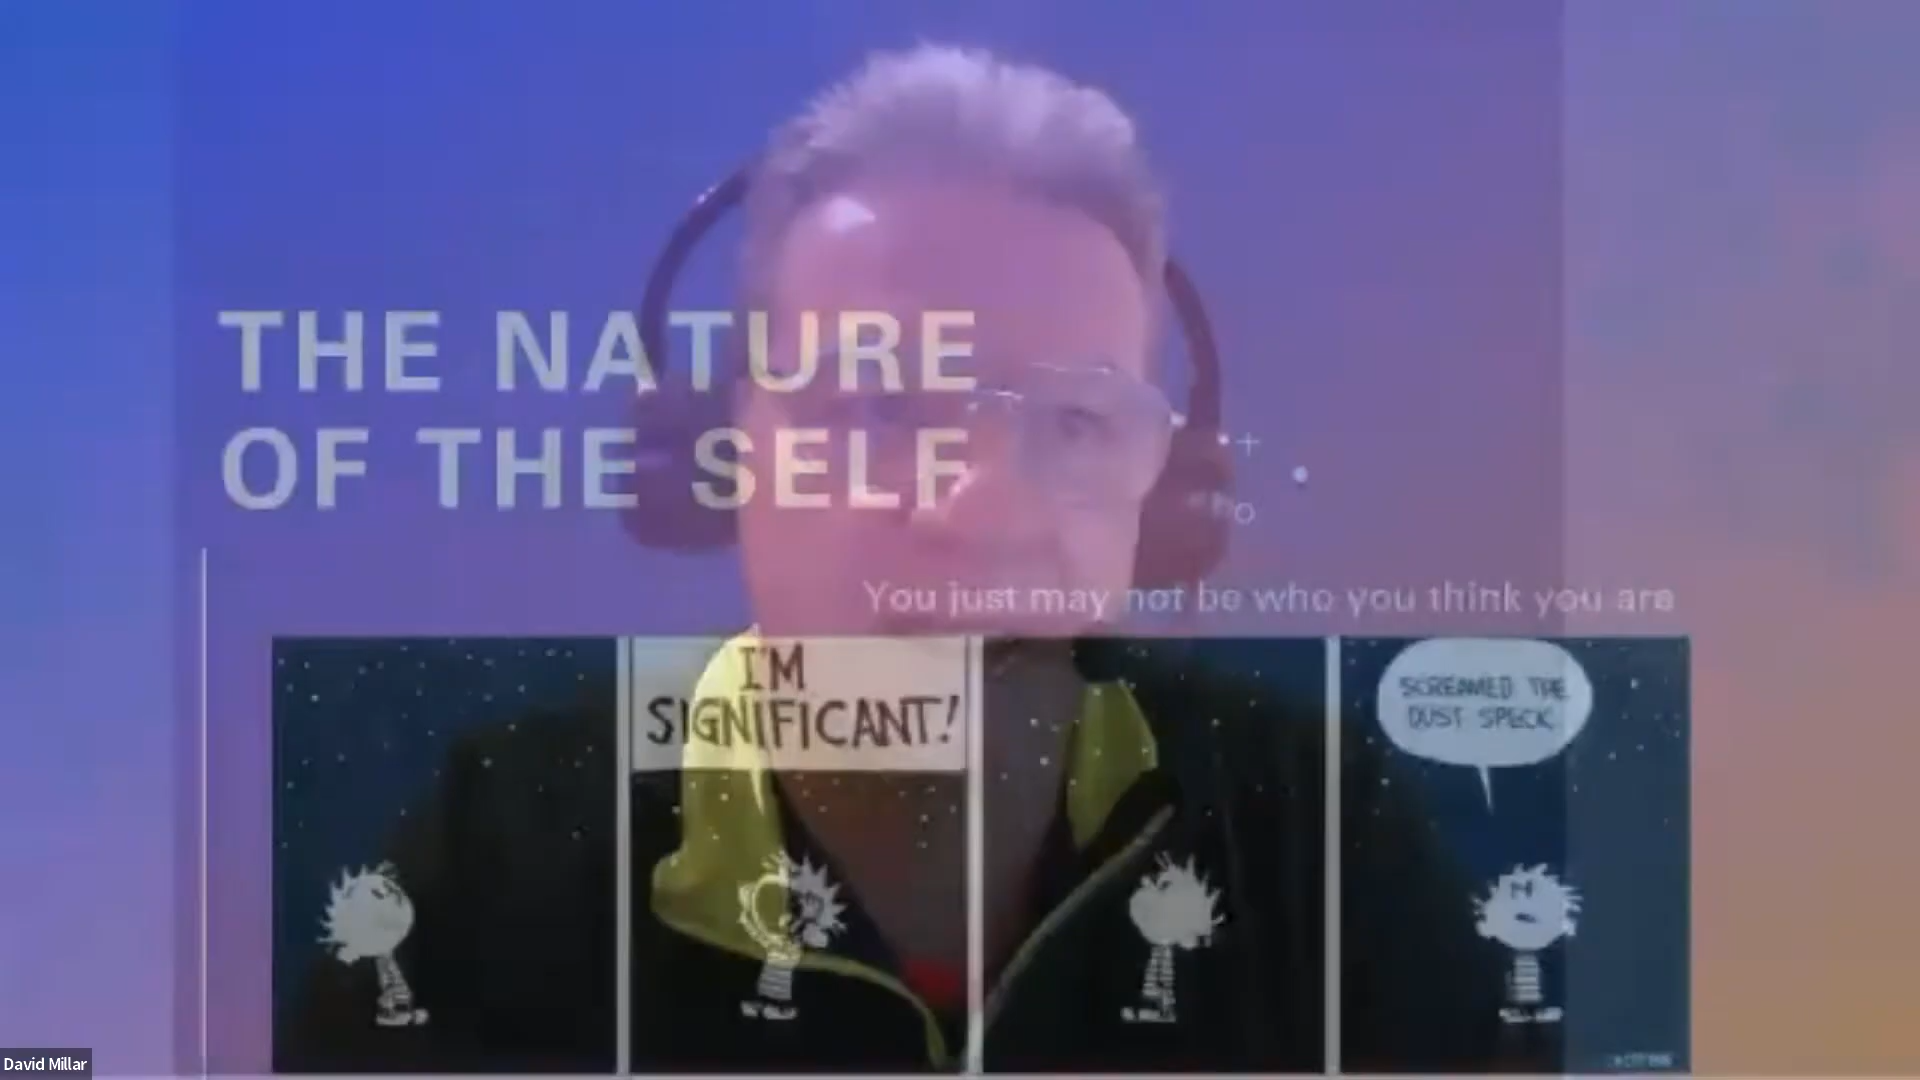 THE NATURE
OF THE SELF
You just may not be who you think you are
I'M
SIGNIFICANT!
SCREAMED THE
DUST SPECK
David Millar